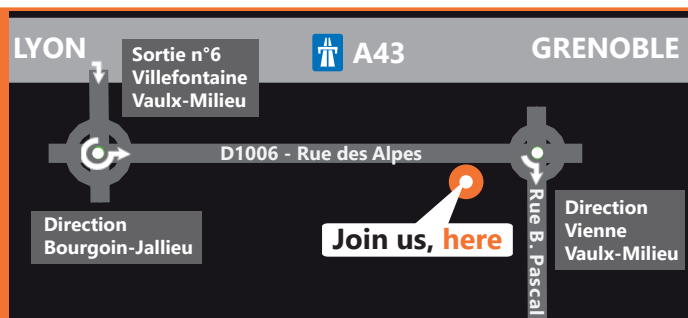 LYON
Sortie n°6
Villefontaine
Vaulx-Milieu
A43
GRENOBLE
D1006 - Rue des Alpes
Direction
Bourgoin-Jallieu
Join us, here
Rue B. Pascal
Direction
Vienne
Vaulx-Milieu